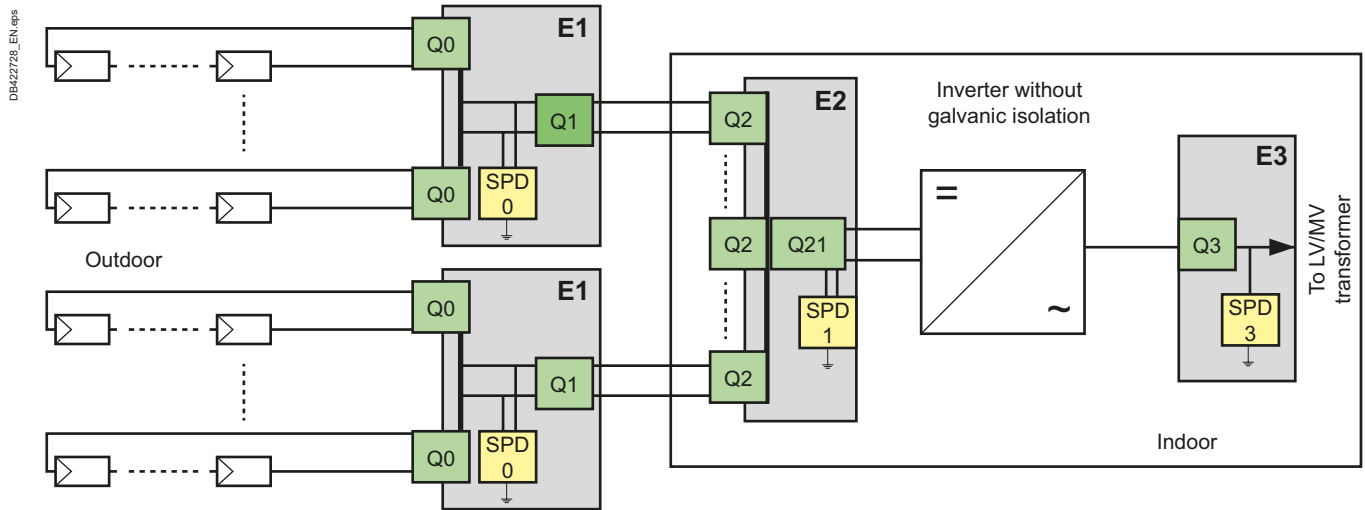 DB422728_EN.eps
E1
Q0
Q1
SPD
0
Q0
Outdoor
E1
Q0
Q1
SPD
0
Q0
E2
Q2
Q2
Q21
SPD
1
Q2
Inverter without
galvanic isolation
=
~
E3
Q3
SPD
3
To LV/MV
transformer
Indoor